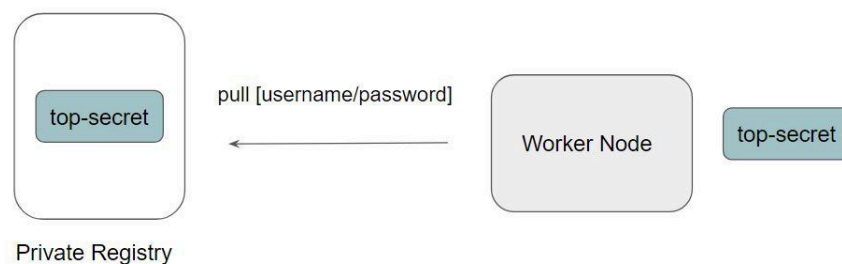 top-secret
pull [username/password]
Worker Node
top-secret
Private Registry